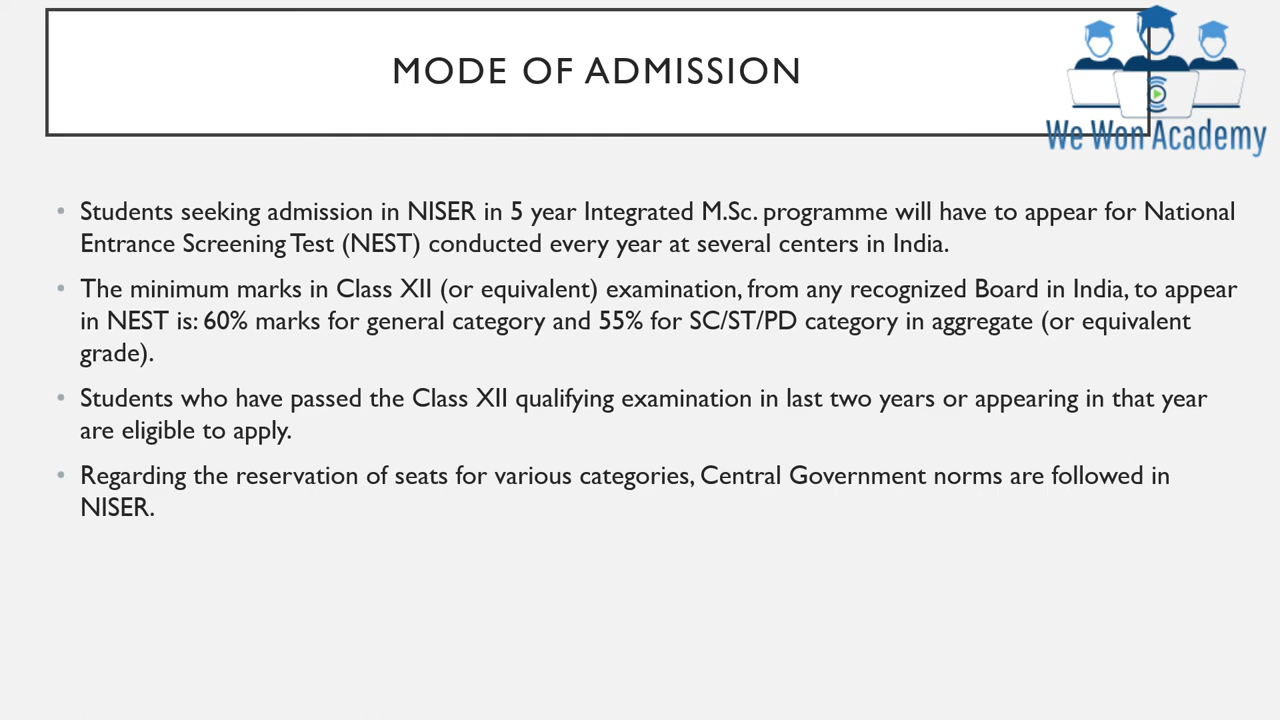 MODE OF ADMISSION
We Won Academy
• Students seeking admission in NISER in 5 year Integrated M.Sc. programme will have to appear for National
Entrance Screening Test (NEST) conducted every year at several centers in India.
• The minimum marks in Class XII (or equivalent) examination, from any recognized Board in India, to appear
in NEST is: 60% marks for general category and 55% for SC/ST/PD category in aggregate (or equivalent
grade).
• Students who have passed the Class XII qualifying examination in last two years or appearing in that year
are eligible to apply.
• Regarding the reservation of seats for various categories, Central Government norms are followed in
NISER.